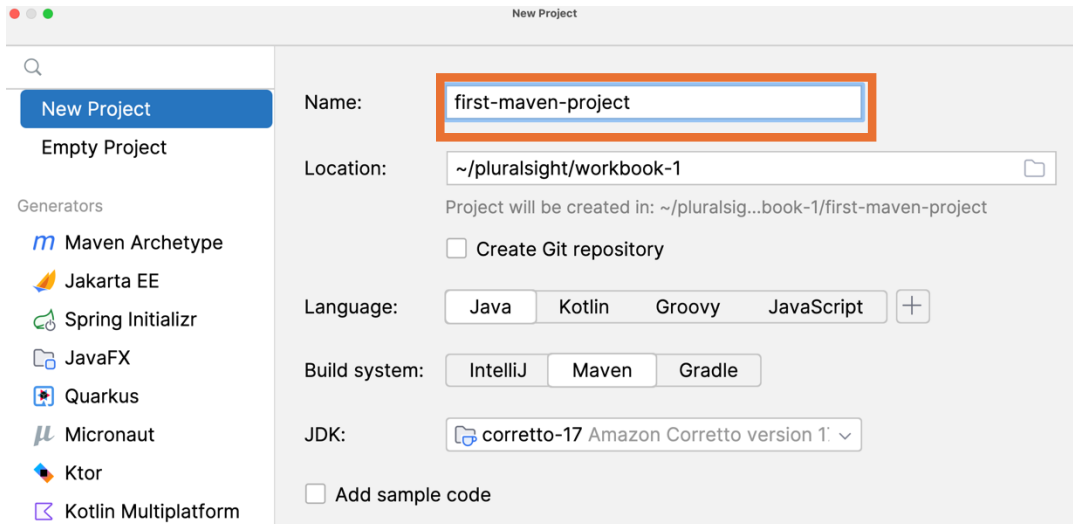 New Project
New Project
Empty Project
Generators
Maven Archetype
Jakarta EE
Spring Initializr
JavaFX
Quarkus
Micronaut
Ktor
Kotlin Multiplatform
Name: first-maven-project
Location: ~/pluralsight/workbook-1
Project will be created in: ~/pluralsig...book-1/first-maven-project
Create Git repository
Language: Java Kotlin Groovy JavaScript
Build system: IntelliJ Maven Gradle
JDK: corretto-17 Amazon Corretto version 1
Add sample code